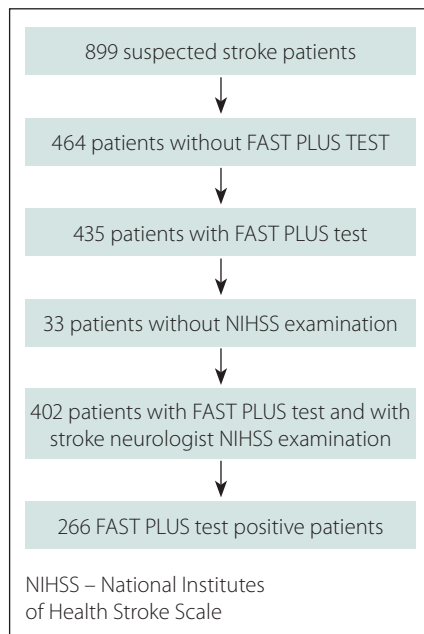 899 suspected stroke patients
464 patients without FAST PLUS TEST
435 patients with FAST PLUS test
33 patients without NIHSS examination
402 patients with FAST PLUS test and with
stroke neurologist NIHSS examination
266 FAST PLUS test positive patients
NIHSS – National Institutes
of Health Stroke Scale